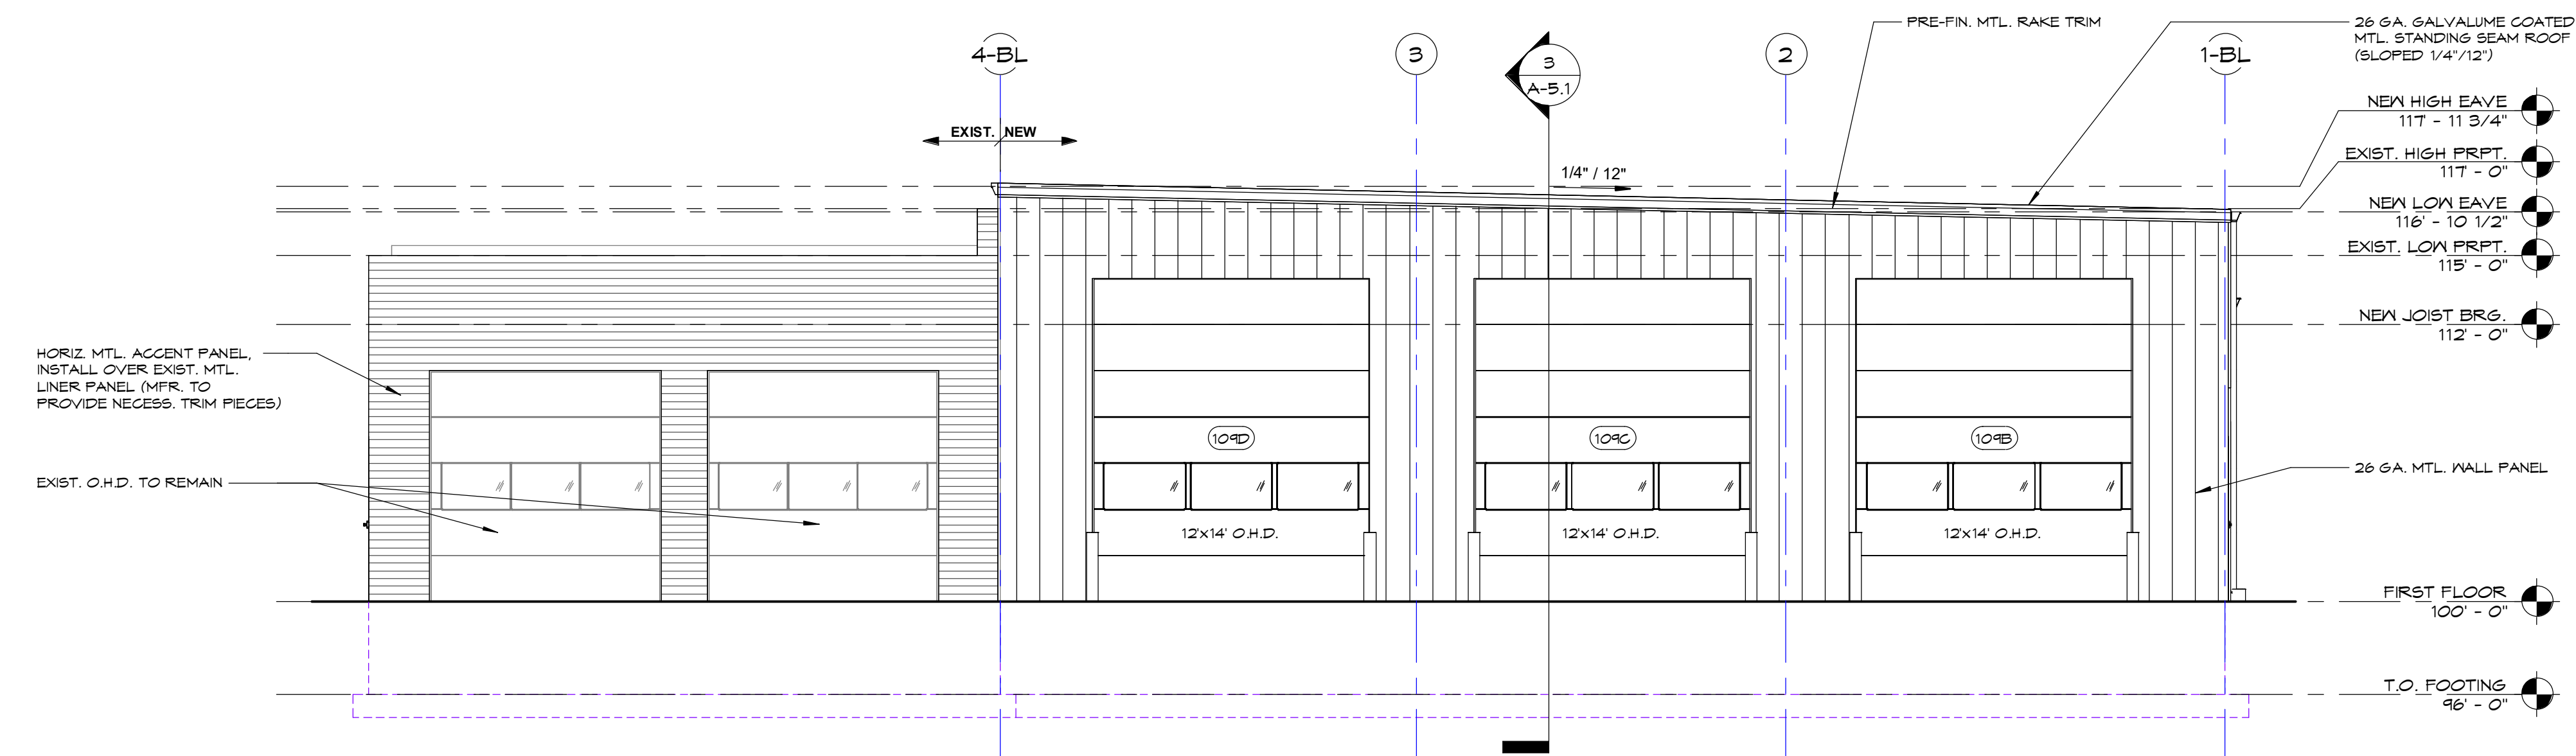 PRE-FIN. MTL. RAKE TRIM
26 GA. GALVALUME COATED
MTL. STANDING SEAM ROOF
(SLOPED 1/4"/12")
4-BL
3
3
A-5.1
2
1-BL
NEW HIGH EAVE
117' - 11 3/4"
EXIST. NEW
EXIST. HIGH PRPT.
117' - 0"
1/4" / 12"
NEW LOW EAVE
116' - 10 1/2"
EXIST. LOW PRPT.
115' - 0"
NEW JOIST BRG.
112' - 0"
HORIZ. MTL. ACCENT PANEL,
INSTALL OVER EXIST. MTL.
LINER PANEL (MFR. TO
PROVIDE NECESS. TRIM PIECES)
109D
109C
109B
26 GA. MTL. WALL PANEL
EXIST. O.H.D. TO REMAIN
12'x14' O.H.D.
12'x14' O.H.D.
12'x14' O.H.D.
FIRST FLOOR
100' - 0"
T.O. FOOTING
96' - 0"